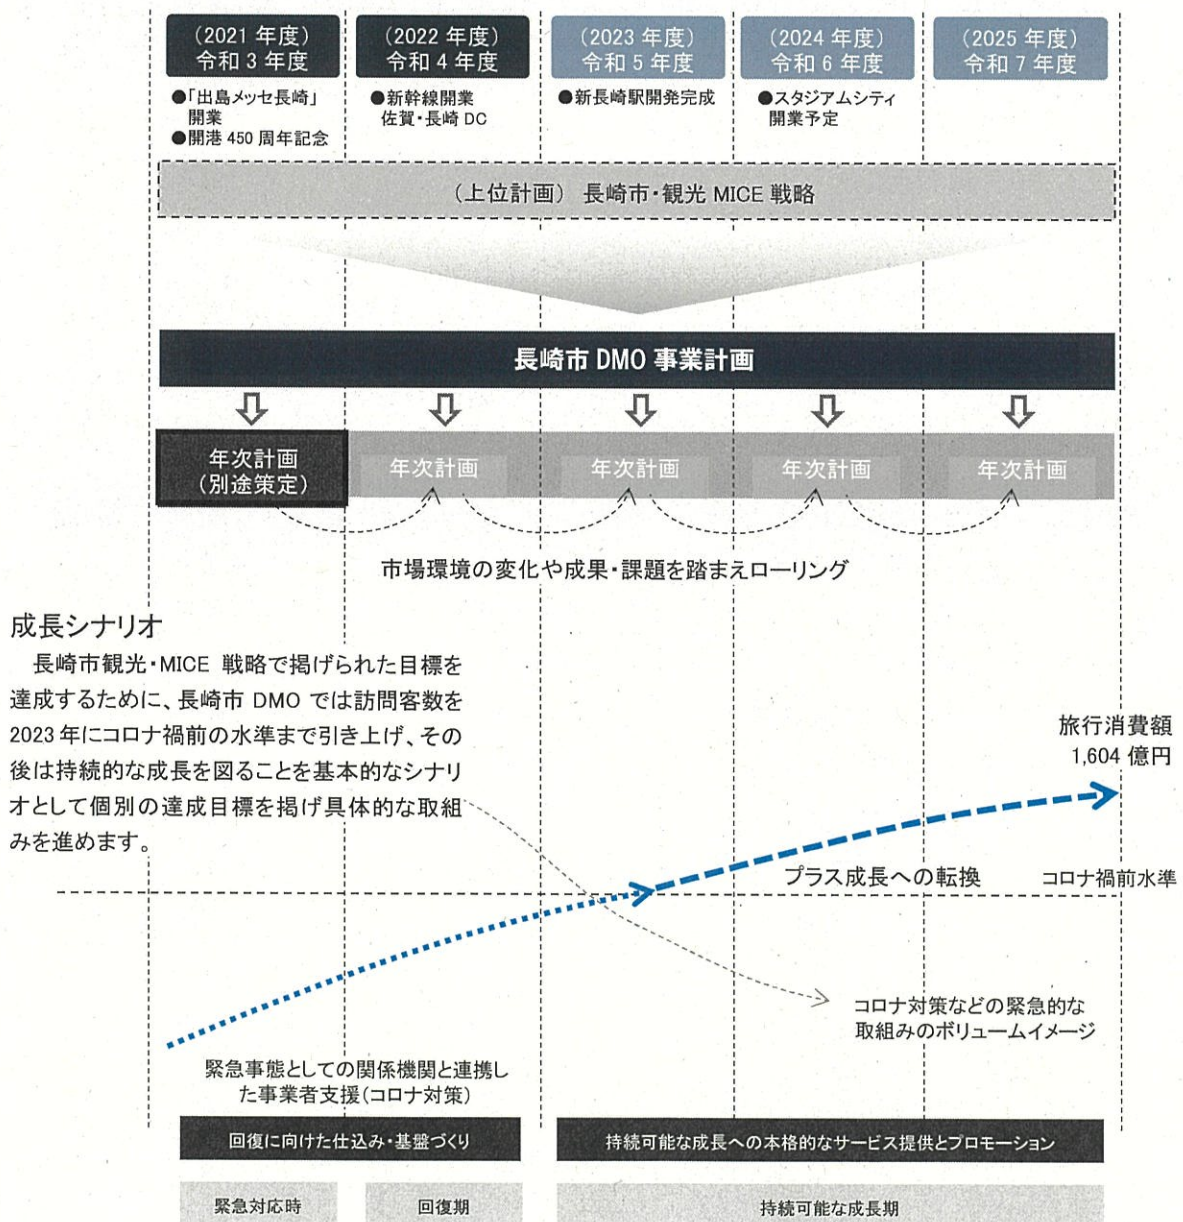 (2021 年度)
令和 3 年度
(2022 年度)
令和 4 年度
(2023 年度)
令和 5 年度
(2024 年度)
令和 6 年度
(2025 年度)
令和 7 年度
●「出島メッセ長崎」
開業
●開港 450 周年記念
●新幹線開業
佐賀・長崎 DC
●新長崎駅開発完成
●スタジアムシティ
開業予定
(上位計画) 長崎市・観光 MICE 戦略
長崎市 DMO 事業計画
年次計画
(別途策定)
年次計画
年次計画
年次計画
年次計画
市場環境の変化や成果・課題を踏まえローリング
成長シナリオ
長崎市観光・MICE 戦略で掲げられた目標を
達成するために、長崎市 DMO では訪問客数を
2023 年にコロナ禍前の水準まで引き上げ、その
後は持続的な成長を図ることを基本的なシナリ
オとして個別の達成目標を掲げ具体的な取組
みを進めます。
旅行消費額
1,604 億円
プラス成長への転換
コロナ禍前水準
コロナ対策などの緊急的な
取組みのボリュームイメージ
緊急事態としての関係機関と連携し
た事業者支援(コロナ対策)
回復に向けた仕込み・基盤づくり
持続可能な成長への本格的なサービス提供とプロモーション
緊急対応時
回復期
持続可能な成長期